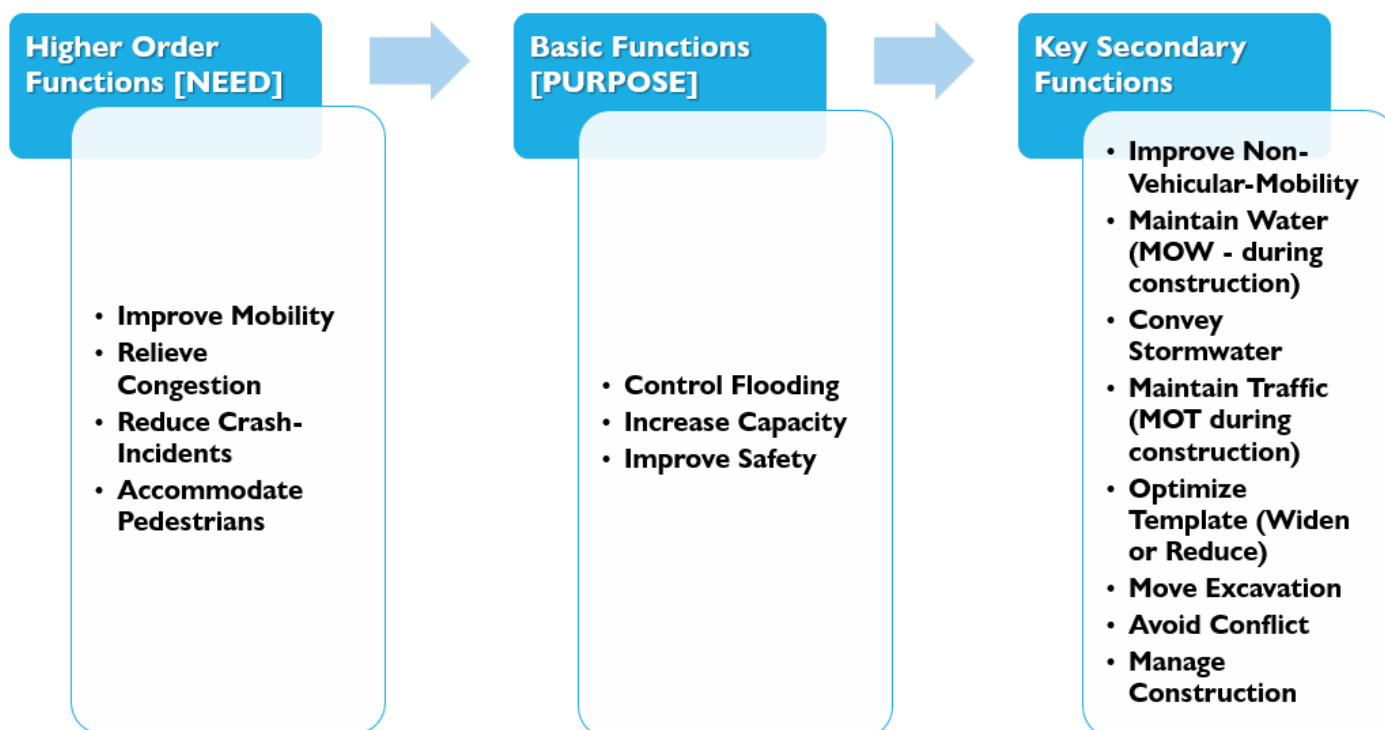 Higher Order
Functions [NEED]
• Improve Mobility
• Relieve
Congestion
• Reduce Crash-
Incidents
• Accommodate
Pedestrians
Basic Functions
[PURPOSE]
• Control Flooding
• Increase Capacity
• Improve Safety
Key Secondary
Functions
• Improve Non-
Vehicular-Mobility
• Maintain Water
(MOW - during
construction)
• Convey
Stormwater
• Maintain Traffic
(MOT during
construction)
• Optimize
Template (Widen
or Reduce)
• Move Excavation
• Avoid Conflict
• Manage
Construction